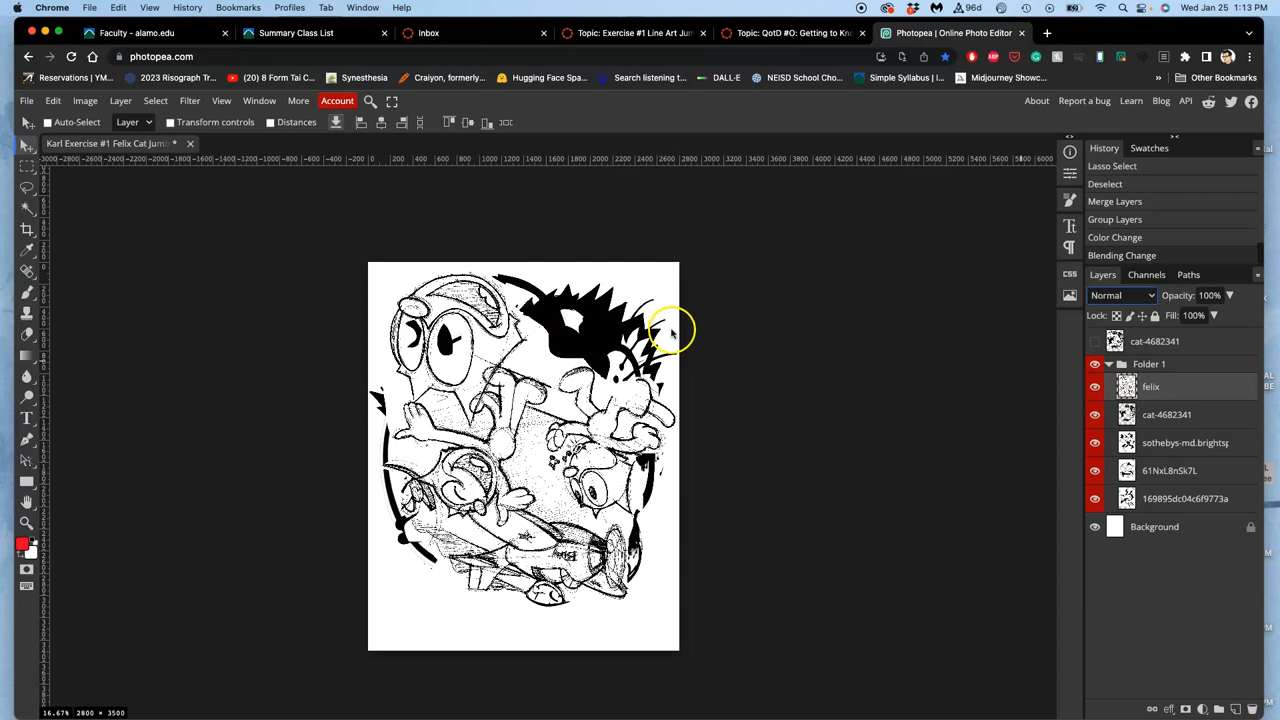 Chrome File Edit View History Bookmarks Profiles Tab Window Help 96d Wed Jan 25 1:13 PM
Faculty - alamo.edu Summary Class List Inbox Topic: Exercise #1 Line Art Jum Topic: QotD #O: Getting to Kn Photopea | Online Photo Editor
photopea.com
Reservations | YM... 2023 Risograph Tr... (20) 8 Form Tai C... Synesthesia Craiyon, formerly... Hugging Face Spa... Search listening t... DALL-E NEISD School Cho... Simple Syllabus | ... Midjourney Showc... » Other Bookmarks
File Edit Image Layer Select Filter View Window More Account About Report a bug Learn Blog API
Auto-Select Layer Transform controls Distances
Karl Exercise #1 Felix Cat Jumb *
History Swatches
Lasso Select
Deselect
Merge Layers
Group Layers
Color Change
Blending Change
Layers Channels Paths
Normal Opacity: 100%
Lock: Fill: 100%
cat-4682341
Folder 1
felix
cat-4682341
sothebys-md.brightsp
61NxL8nSk7L
169895dc04c6f9773a
Background
CSS
16.67% 2800 × 3500